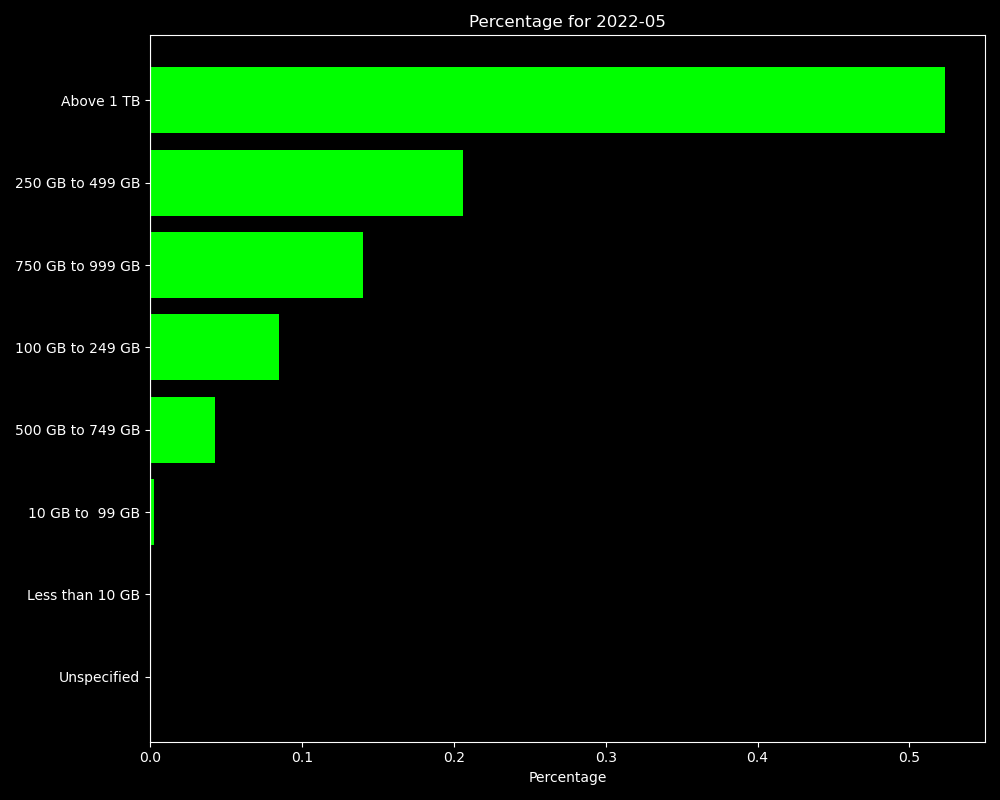 Percentage for 2022-05
Above 1 TB
250 GB to 499 GB
750 GB to 999 GB
100 GB to 249 GB
500 GB to 749 GB
10 GB to  99 GB
Less than 10 GB
Unspecified
0.0 0.1 0.2 0.3 0.4 0.5
Percentage